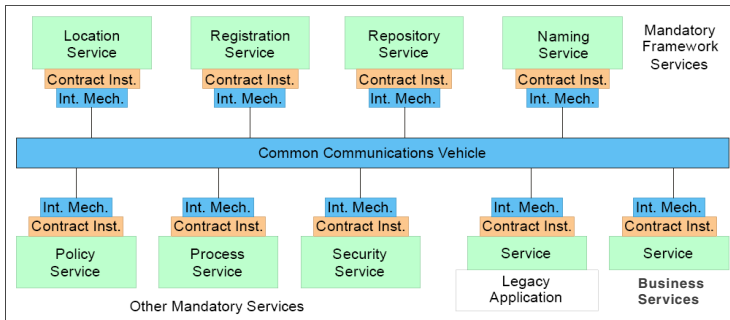 Location
Service
Contract Inst.
Int. Mech.
Registration
Service
Contract Inst.
Int. Mech.
Repository
Service
Contract Inst.
Int. Mech.
Naming
Service
Contract Inst.
Int. Mech.
Mandatory
Framework
Services
Common Communications Vehicle
Int. Mech.
Contract Inst.
Policy
Service
Int. Mech.
Contract Inst.
Process
Service
Int. Mech.
Contract Inst.
Security
Service
Int. Mech.
Contract Inst.
Service
Legacy
Application
Int. Mech.
Contract Inst.
Service
Business
Services
Other Mandatory Services